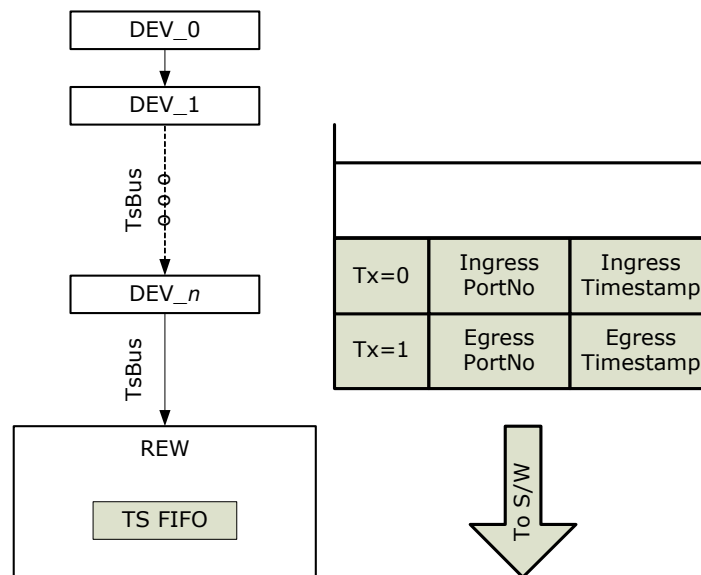 DEV_0
DEV_1
TsBus
DEV_n
TsBus
REW
TS FIFO
Tx=0
Ingress
PortNo
Ingress
Timestamp
Tx=1
Egress
PortNo
Egress
Timestamp
To S/W